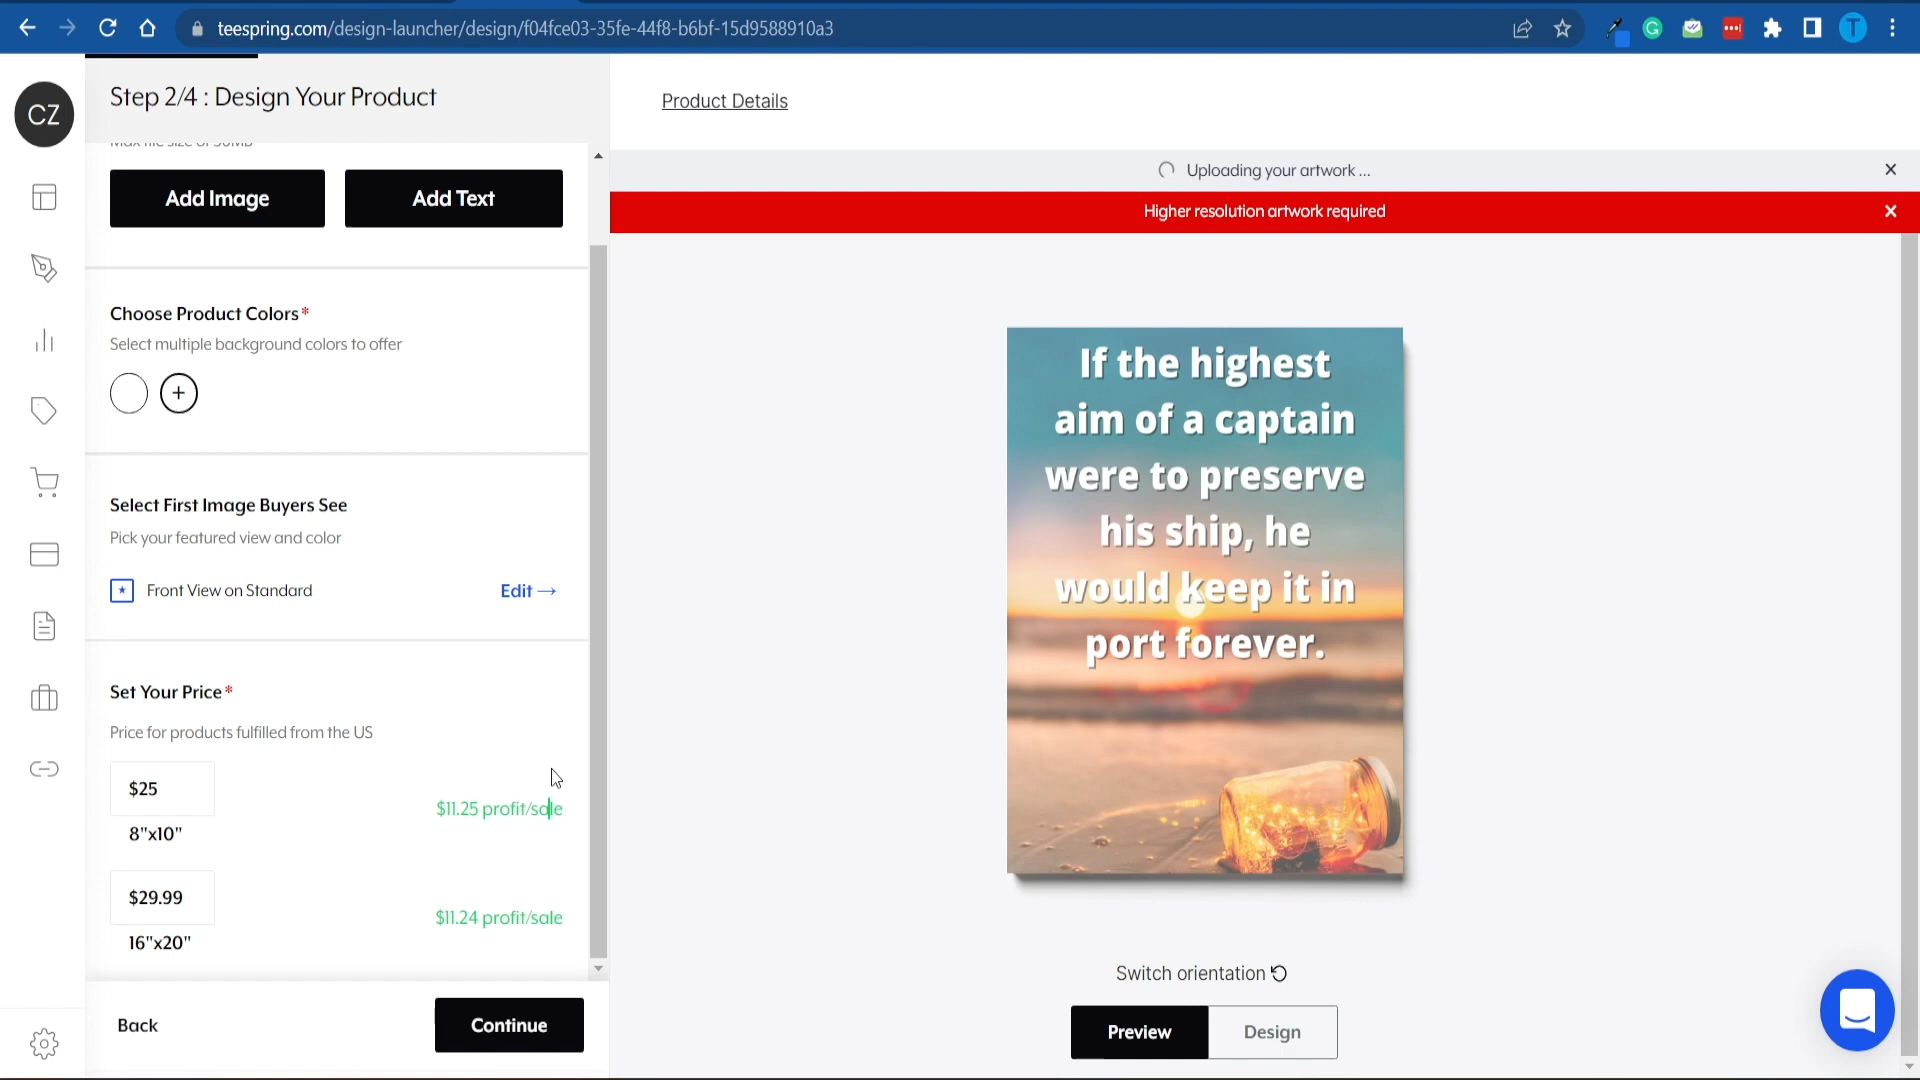 teespring.com/design-launcher/design/f04fce03-35fe-44f8-b6bf-15d9588910a3
T
CZ
Step 2/4 : Design Your Product
Product Details
Max file size of 50MB
Uploading your artwork ...
Higher resolution artwork required
Add Image
Add Text
Choose Product Colors*
Select multiple background colors to offer
Select First Image Buyers See
Pick your featured view and color
Front View on Standard
Edit →
Set Your Price*
Price for products fulfilled from the US
$25
$11.25 profit/sale
8"x10"
$29.99
$11.24 profit/sale
16"x20"
Back
Continue
If the highest
aim of a captain
were to preserve
his ship, he
would keep it in
port forever.
Switch orientation
Preview
Design